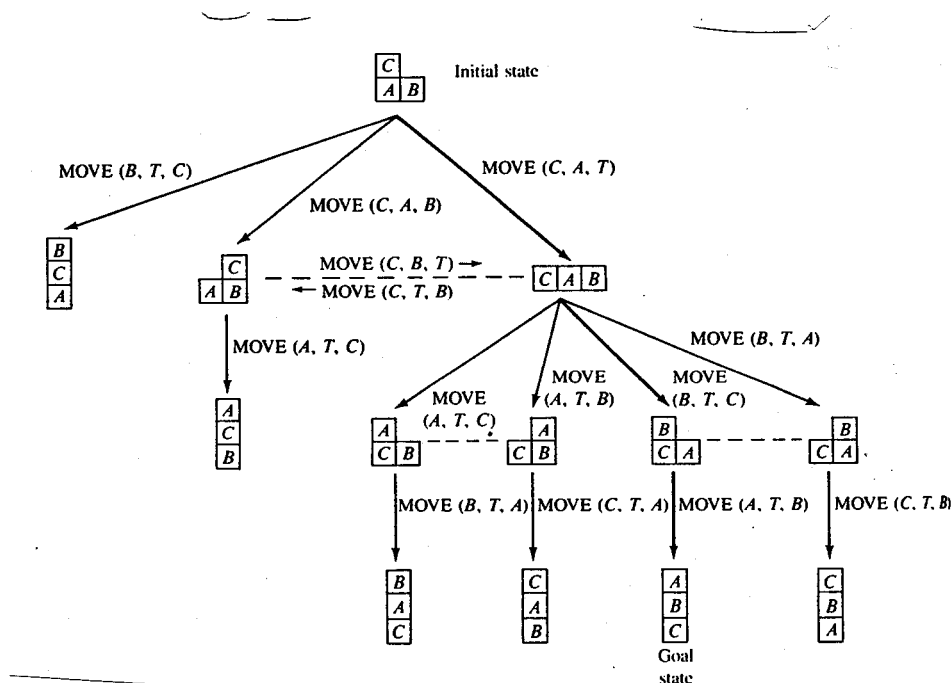 C
Initial state
A B
MOVE (B, T, C)
MOVE (C, A, T)
MOVE (C, A, B)
B
C
A
C
A B
MOVE (C, B, T)
MOVE (C, T, B)
C A B
MOVE (A, T, C)
MOVE (B, T, A)
A
C
B
MOVE
(A, T, C)
MOVE
(A, T, B)
MOVE
(B, T, C)
A
C B
A
C B
B
C A
B
C A
MOVE (B, T, A)
MOVE (C, T, A)
MOVE (A, T, B)
MOVE (C, T, B)
B
A
C
C
A
B
A
B
C
C
B
A
Goal
state